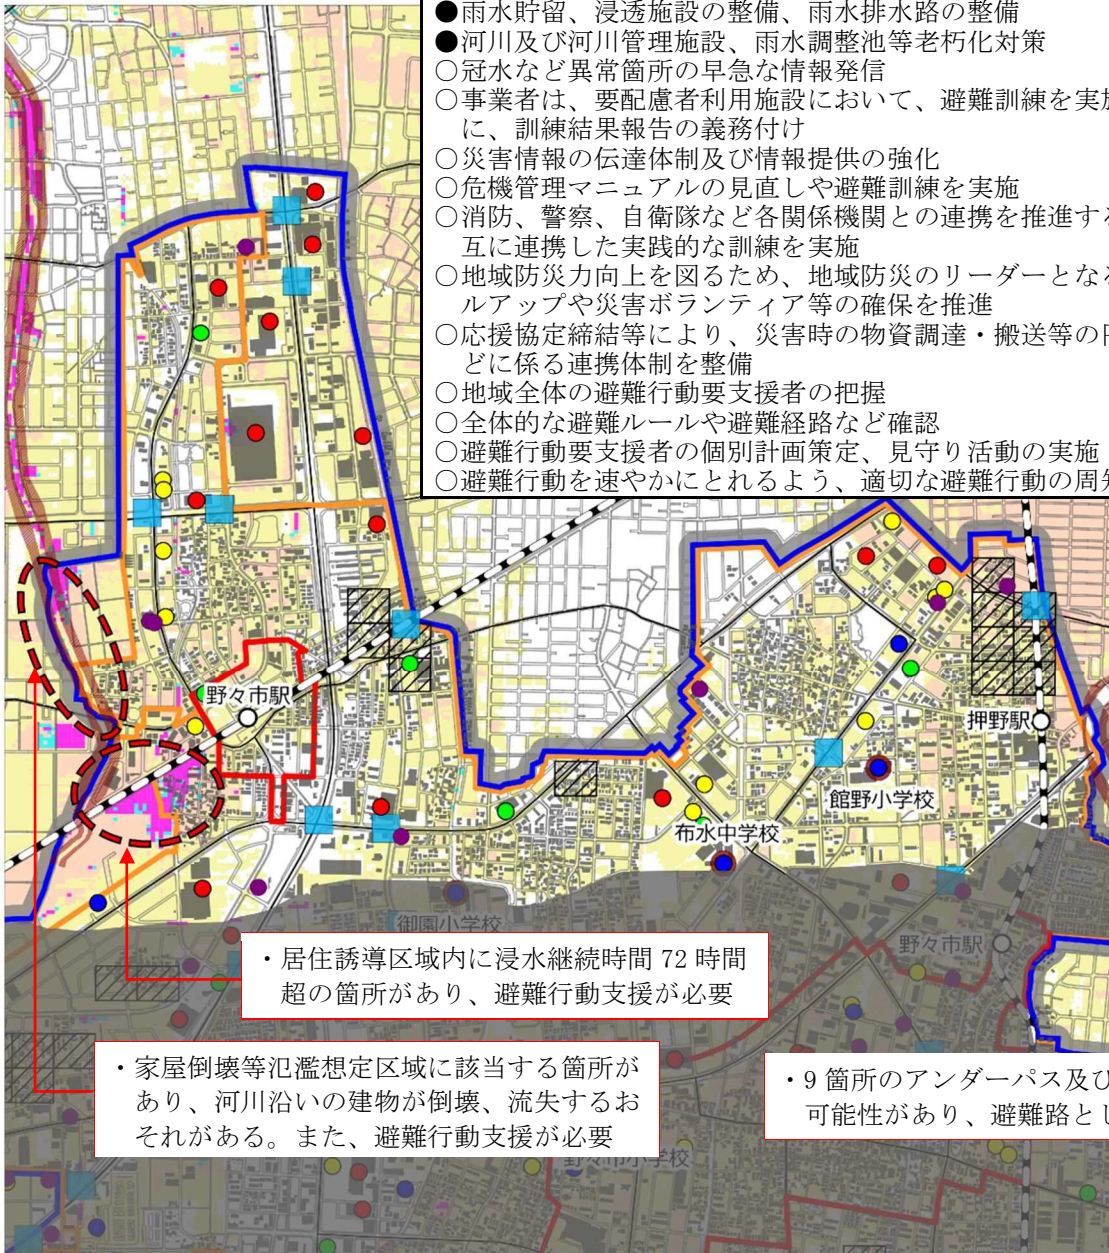 ●雨水貯留、浸透施設の整備、雨水排水路の整備
●河川及び河川管理施設、雨水調整池等老朽化対策
○冠水など異常箇所の早急な情報発信
○事業者は、要配慮者利用施設において、避難訓練を実施
に、訓練結果報告の義務付け
○災害情報の伝達体制及び情報提供の強化
○危機管理マニュアルの見直しや避難訓練を実施
○消防、警察、自衛隊など各関係機関との連携を推進する
互に連携した実践的な訓練を実施
○地域防災力向上を図るため、地域防災のリーダーとなる
ルアップや災害ボランティア等の確保を推進
○応援協定締結等により、災害時の物資調達・搬送等の円
どに係る連携体制を整備
○地域全体の避難行動要支援者の把握
○全体的な避難ルールや避難経路など確認
○避難行動要支援者の個別計画策定、見守り活動の実施
○避難行動を速やかにとれるよう、適切な避難行動の周知
野々市駅
押野駅
館野小学校
布水中学校
御園小学校
野々市駅
・居住誘導区域内に浸水継続時間 72 時間
超の箇所があり、避難行動支援が必要
・家屋倒壊等氾濫想定区域に該当する箇所が
あり、河川沿いの建物が倒壊、流失するお
それがある。また、避難行動支援が必要
・9 箇所のアンダーパス及び
可能性があり、避難路とし
野々市小学校